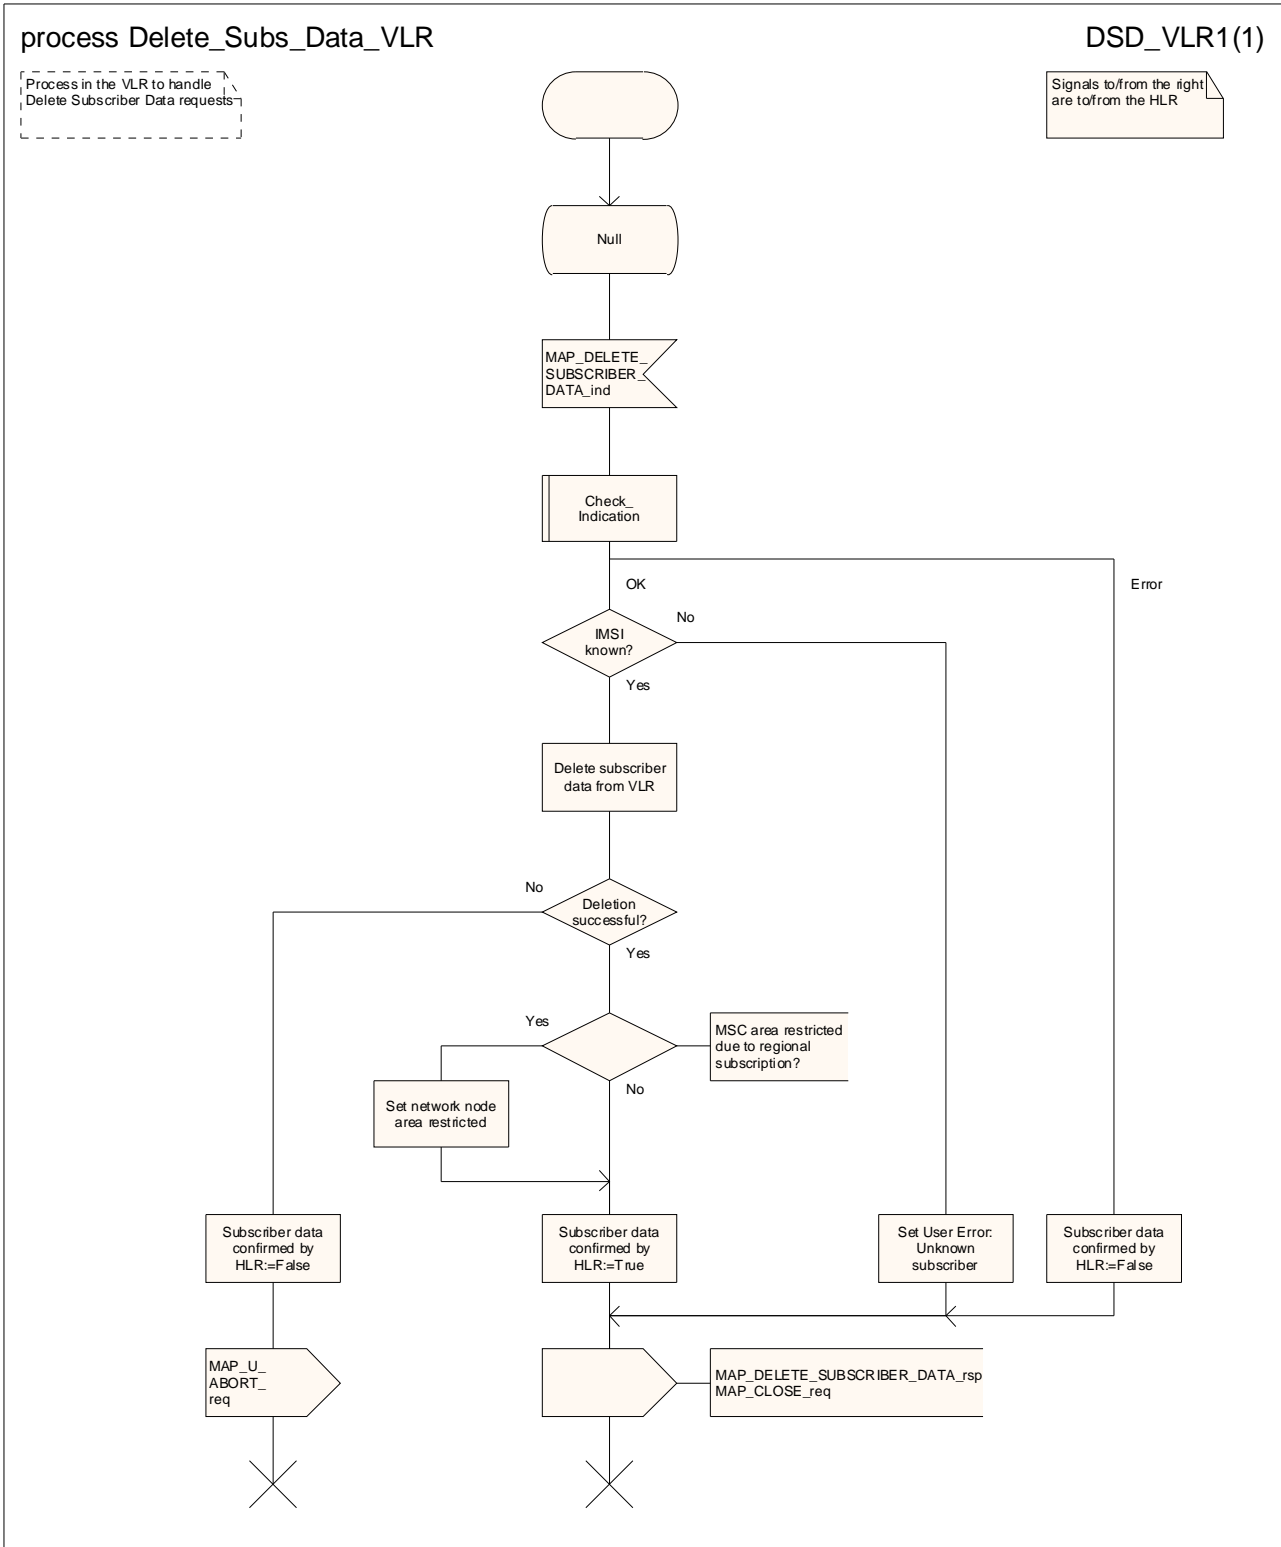 process Delete_Subs_Data_VLR
DSD_VLR1(1)
Process in the VLR to handle
Delete Subscriber Data requests
Signals to/from the right
are to/from the HLR
Null
MAP_DELETE_
SUBSCRIBER_
DATA_ind
Check_
Indication
OK
Error
IMSI
known?
No
Yes
Delete subscriber
data from VLR
No
Deletion
successful?
Yes
Yes
MSC area restricted
due to regional
subscription?
No
Set network node
area restricted
Subscriber data
confirmed by
HLR:=False
Subscriber data
confirmed by
HLR:=True
Set User Error:
Unknown
subscriber
Subscriber data
confirmed by
HLR:=False
MAP_U_
ABORT_
req
MAP_DELETE_SUBSCRIBER_DATA_rsp
MAP_CLOSE_req